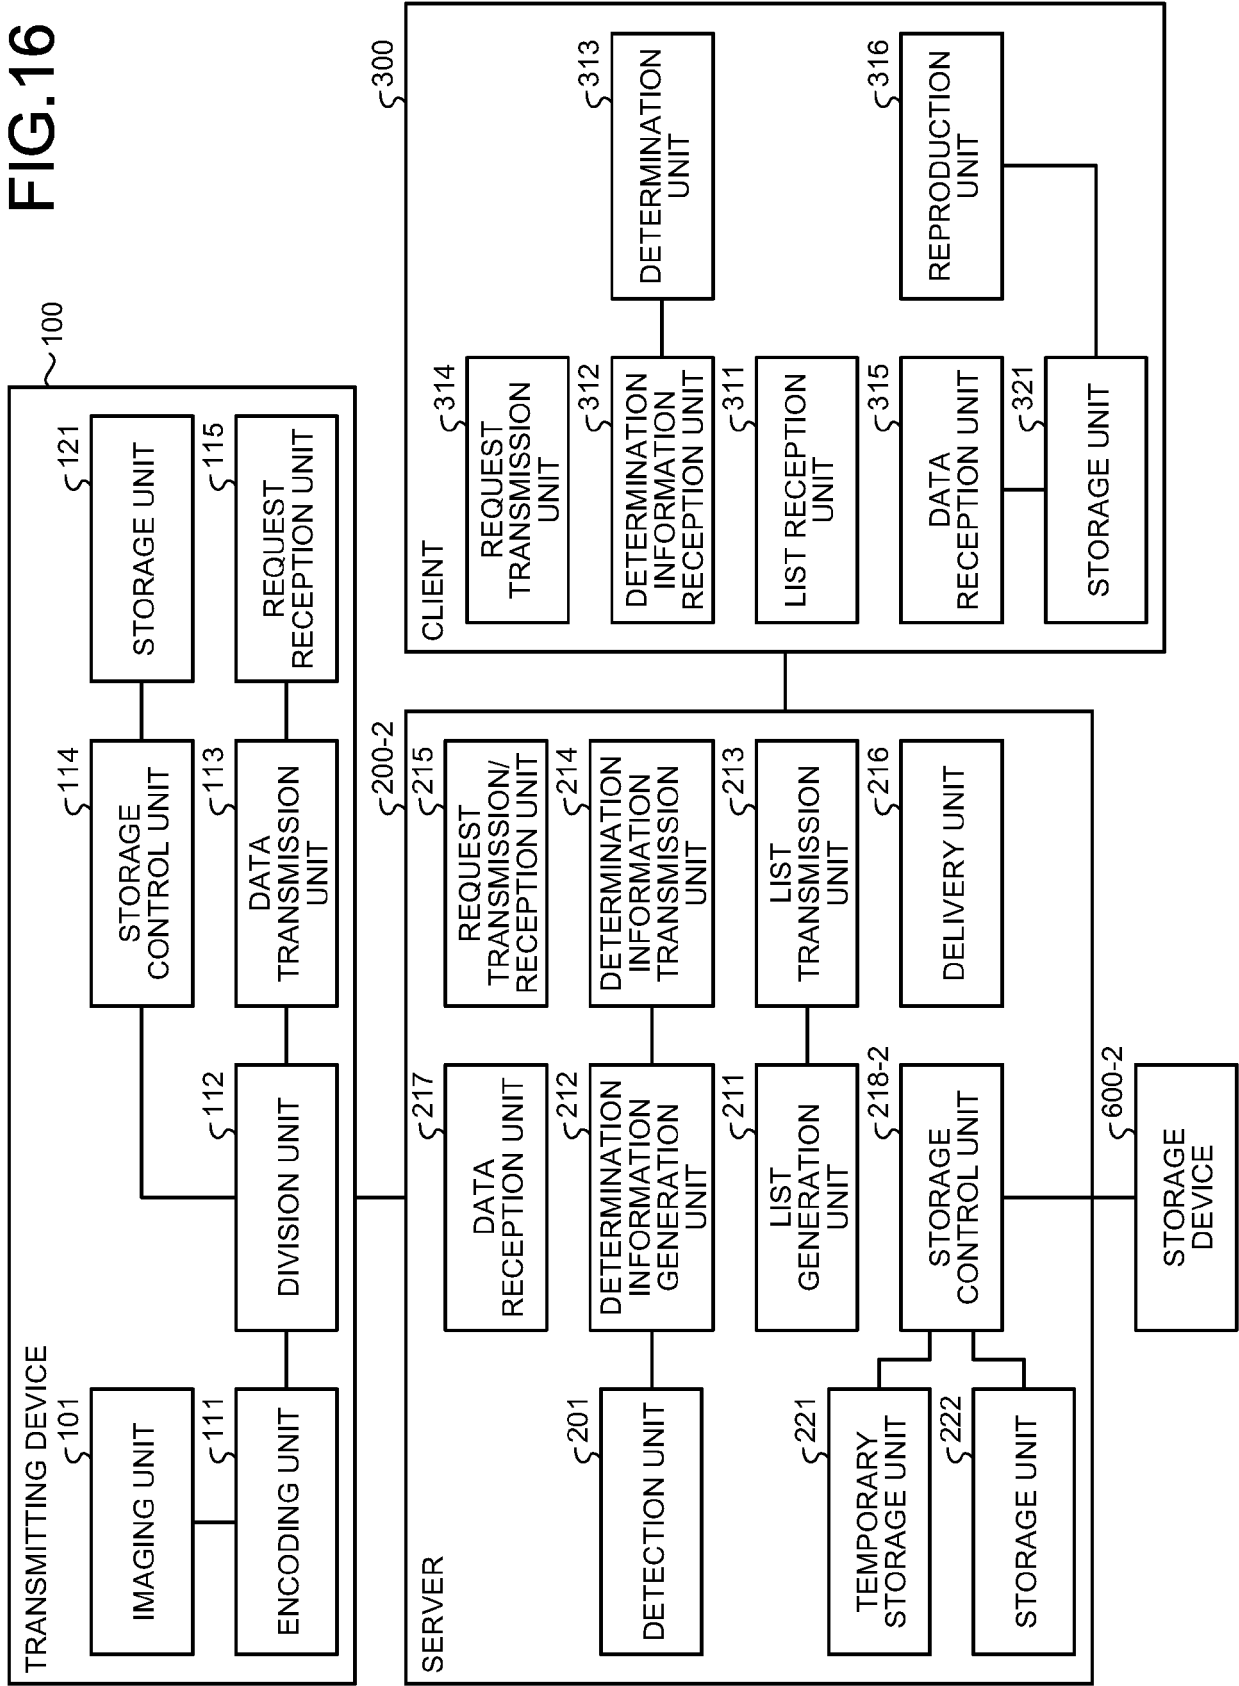 FIG.16
TRANSMITTING DEVICE
100
101
IMAGING UNIT
114
STORAGE
CONTROL UNIT
121
STORAGE UNIT
111
ENCODING UNIT
112
DIVISION UNIT
113
DATA
TRANSMISSION
UNIT
115
REQUEST
RECEPTION UNIT
SERVER
200-2
217
DATA
RECEPTION UNIT
215
REQUEST
TRANSMISSION/
RECEPTION UNIT
201
DETECTION UNIT
212
DETERMINATION
INFORMATION
GENERATION
UNIT
214
DETERMINATION
INFORMATION
TRANSMISSION
UNIT
211
LIST
GENERATION
UNIT
213
LIST
TRANSMISSION
UNIT
221
TEMPORARY
STORAGE UNIT
222
STORAGE UNIT
218-2
STORAGE
CONTROL UNIT
216
DELIVERY UNIT
600-2
STORAGE
DEVICE
CLIENT
300
314
REQUEST
TRANSMISSION
UNIT
312
DETERMINATION
INFORMATION
RECEPTION UNIT
313
DETERMINATION
UNIT
311
LIST RECEPTION
UNIT
315
DATA
RECEPTION UNIT
316
REPRODUCTION
UNIT
321
STORAGE UNIT